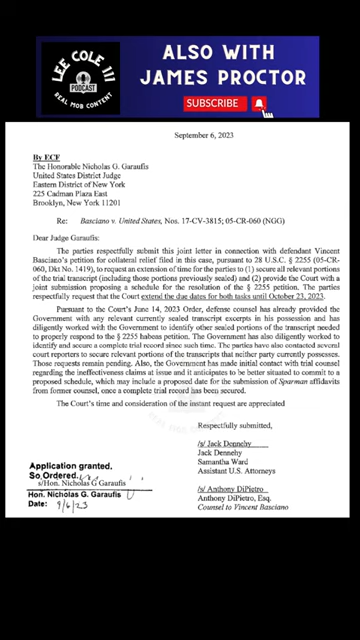 LEE COLE 111
PODCAST
REAL MOB CONTENT
ALSO WITH
JAMES PROCTOR
SUBSCRIBE
September 6, 2023
By ECF
The Honorable Nicholas G. Garaufis
United States District Judge
Eastern District of New York
225 Cadman Plaza East
Brooklyn, New York 11201
Re: Basciano v. United States, Nos. 17-CV-3815; 05-CR-060 (NGG)
Dear Judge Garaufis:
The parties respectfully submit this joint letter in connection with defendant Vincent
Basciano's petition for collateral relief filed in this case, pursuant to 28 U.S.C. § 2255 (05-CR-
060, Dkt No. 1419), to request an extension of time for the parties to (1) secure all relevant portions
of the trial transcript (including those portions previously sealed) and (2) provide the Court with
a joint submission proposing a schedule for the resolution of the § 2255 petition. The parties
respectfully request that the Court extend the due dates for both tasks until October 23, 2023.
Pursuant to the Court's June 14, 2023 Order, defense counsel has already provided the
Government with any relevant currently sealed transcript excerpts in his possession and has
diligently worked with the Government to identify other sealed portions of the transcript needed
to properly respond to the § 2255 habeas petition. The Government has also diligently worked to
identify and secure a complete trial record since such time. The parties have also contacted several
court reporters to secure relevant portions of the transcripts that neither party currently possesses.
Those requests remain pending. Also, the Government has made initial contact with trial counsel
regarding the ineffectiveness claims at issue and it anticipates to be better situated to commit to a
proposed schedule, which may include a proposed date for the submission of Sparman affidavits
from former counsel, once a complete trial record has been secured.
The Court's time and consideration of the instant request are appreciated
Respectfully submitted,
/s/ Jack Dennehy
Jack Dennehy
Samantha Ward
Assistant U.S. Attorneys
/s/ Anthony DiPietro
Anthony DiPietro, Esq.
Counsel to Vincent Basciano
Application granted.
So Ordered.
s/Hon. Nicholas G Garaufis
Hon. Nicholas G. Garaufis
Date: 9/6/23